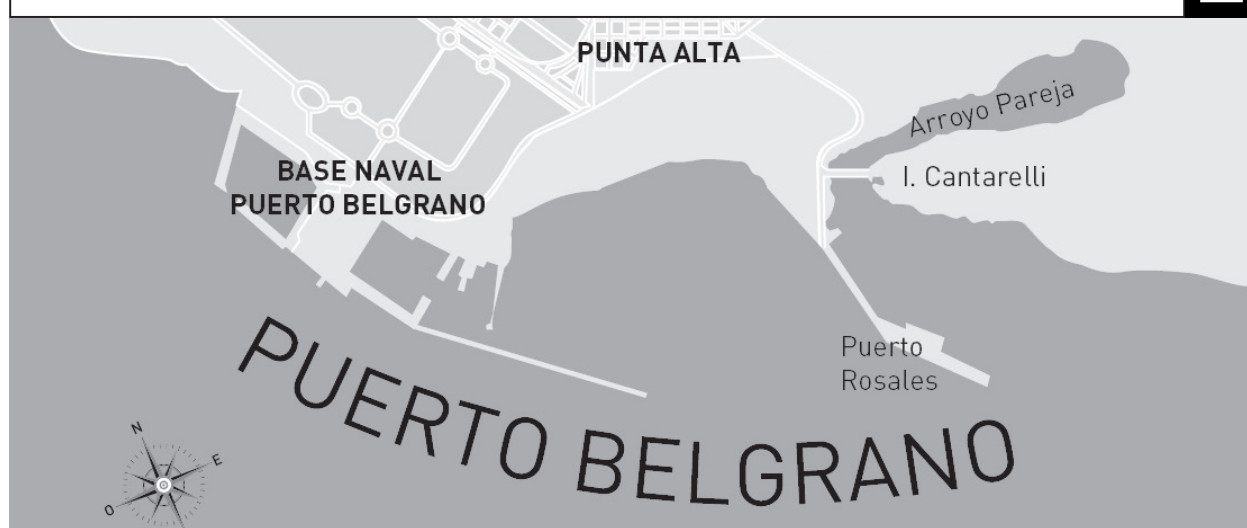 PUNTA ALTA
Arroyo Pareja
BASE NAVAL
PUERTO BELGRANO
I. Cantarelli
Puerto
Rosales
PUERTO BELGRANO
N
E
O